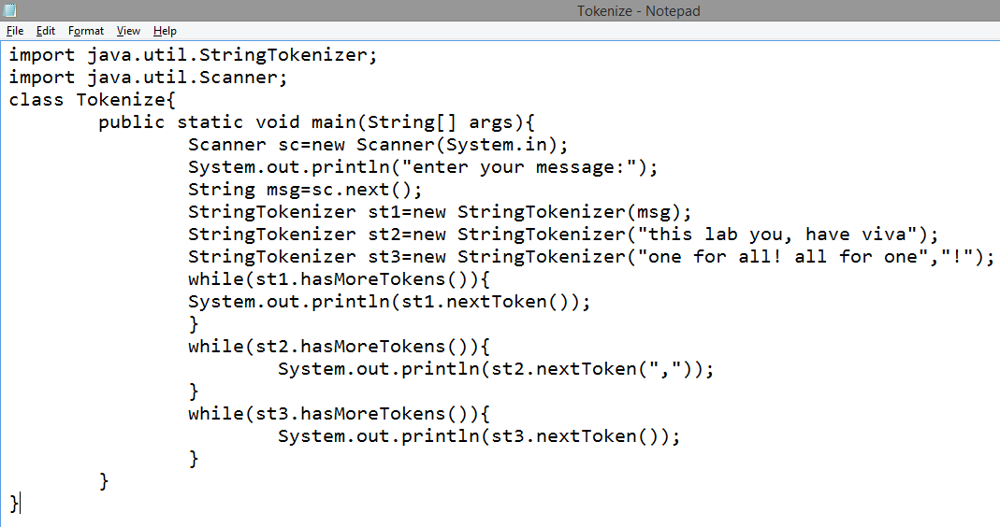 Tokenize - Notepad
File Edit Format View Help
import java.util.StringTokenizer;
import java.util.Scanner;
class Tokenize{
        public static void main(String[] args){
                Scanner sc=new Scanner(System.in);
                System.out.println("enter your message:");
                String msg=sc.next();
                StringTokenizer st1=new StringTokenizer(msg);
                StringTokenizer st2=new StringTokenizer("this lab you, have viva");
                StringTokenizer st3=new StringTokenizer("one for all! all for one","!");
                while(st1.hasMoreTokens()){
                System.out.println(st1.nextToken());
                }
                while(st2.hasMoreTokens()){
                        System.out.println(st2.nextToken(","));
                }
                while(st3.hasMoreTokens()){
                        System.out.println(st3.nextToken());
                }
        }
}